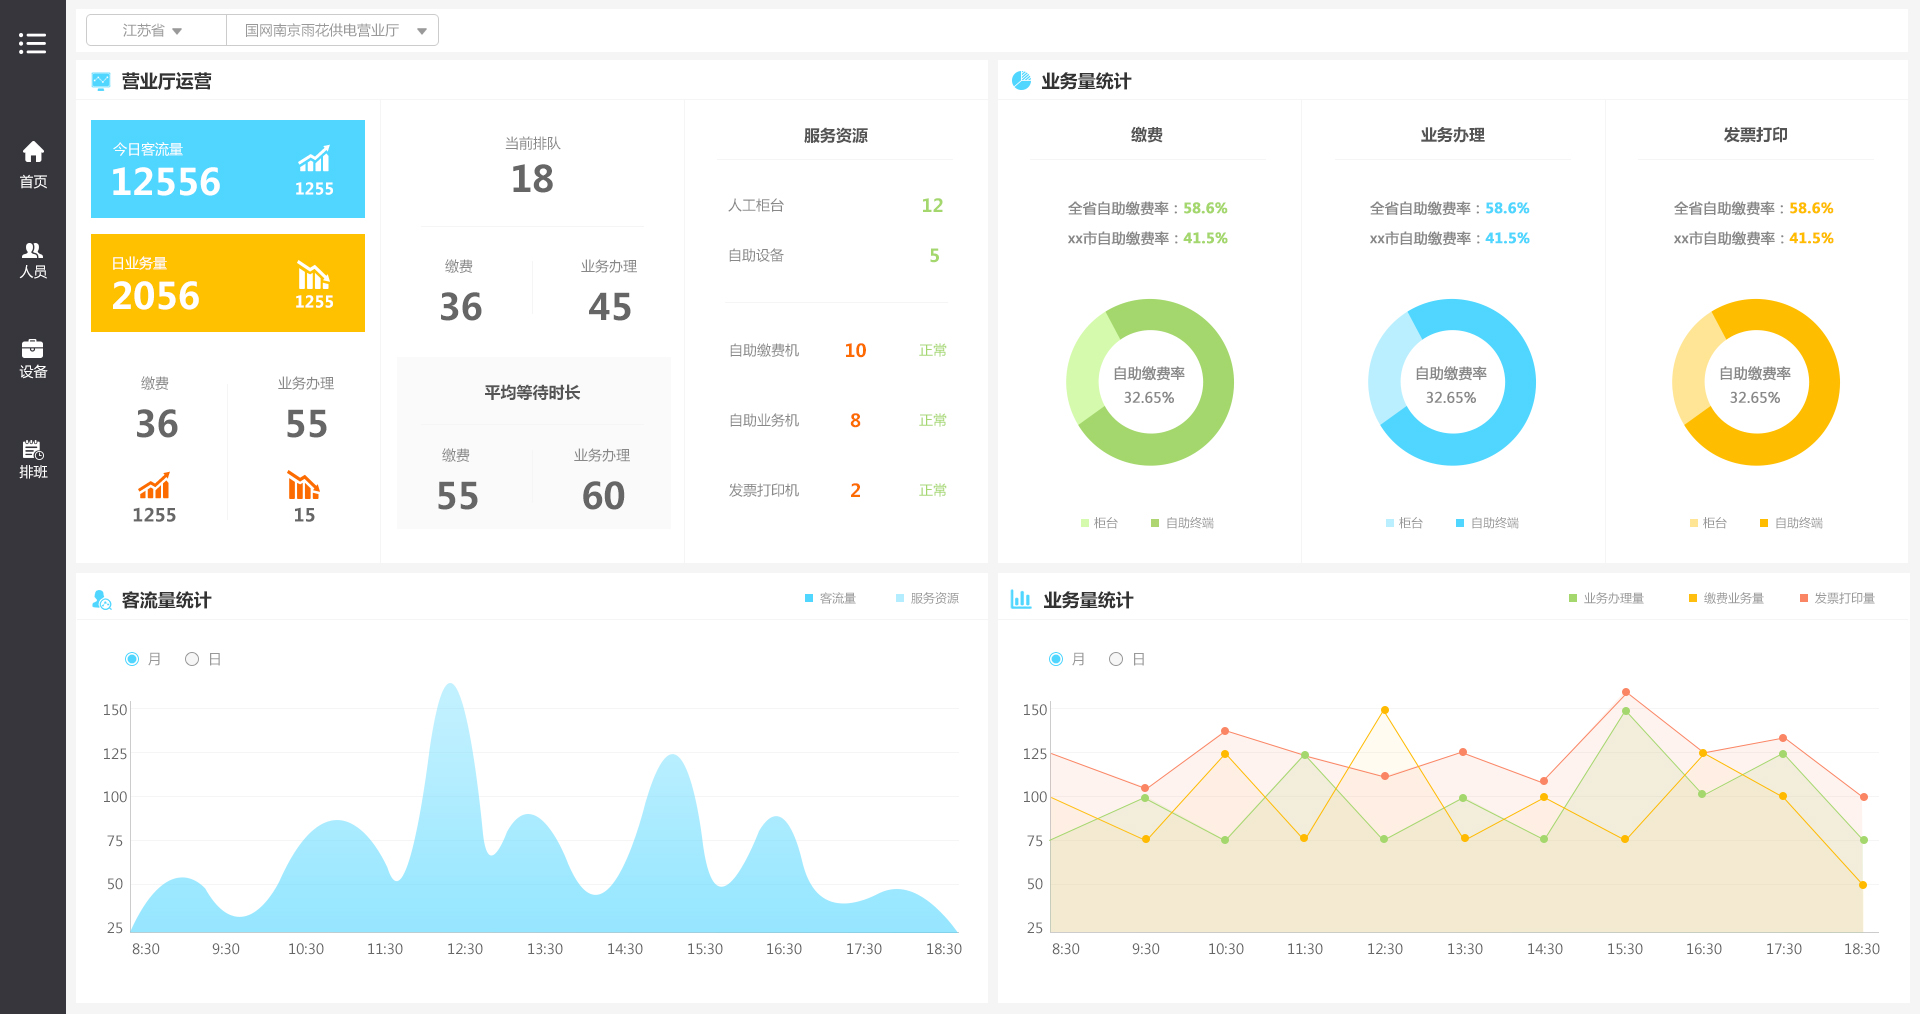 江苏省
国网南京雨花供电营业厅
首页
人员
设备
排班
营业厅运营
今日客流量
12556
1255
日业务量
2056
1255
缴费
36
1255
业务办理
55
15
当前排队
18
缴费
36
业务办理
45
平均等待时长
缴费
55
业务办理
60
服务资源
人工柜台 12
自助设备 5
自助缴费机 10 正常
自助业务机 8 正常
发票打印机 2 正常
业务量统计
缴费
全省自助缴费率：58.6%
xx市自助缴费率：41.5%
自助缴费率
32.65%
柜台 自助终端
业务办理
全省自助缴费率：58.6%
xx市自助缴费率：41.5%
自助缴费率
32.65%
柜台 自助终端
发票打印
全省自助缴费率：58.6%
xx市自助缴费率：41.5%
自助缴费率
32.65%
柜台 自助终端
客流量统计
客流量 服务资源
月 日
150
125
100
75
50
25
8:30 9:30 10:30 11:30 12:30 13:30 14:30 15:30 16:30 17:30 18:30
业务量统计
业务办理量 缴费业务量 发票打印量
月 日
150
125
100
75
50
25
8:30 9:30 10:30 11:30 12:30 13:30 14:30 15:30 16:30 17:30 18:30